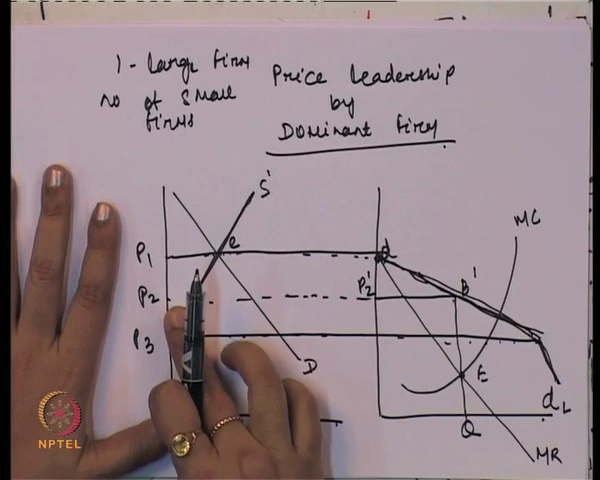 1 - Large firm
no of small
firms
Price Leadership
by
Dominant firm
S'
e
P1
P2
P3
D
d
P2'
B'
MC
E
dL
Q
MR
NPTEL